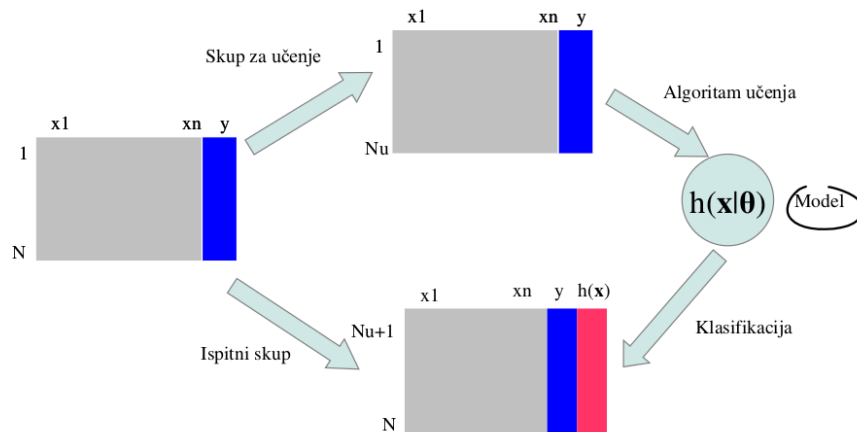 x1 xn y
1
Nu
Skup za učenje
Algoritam učenja
x1 xn y
1
N
h(x|θ)
Model
Ispitni skup
x1 xn y h(x)
Nu+1
N
Klasifikacija